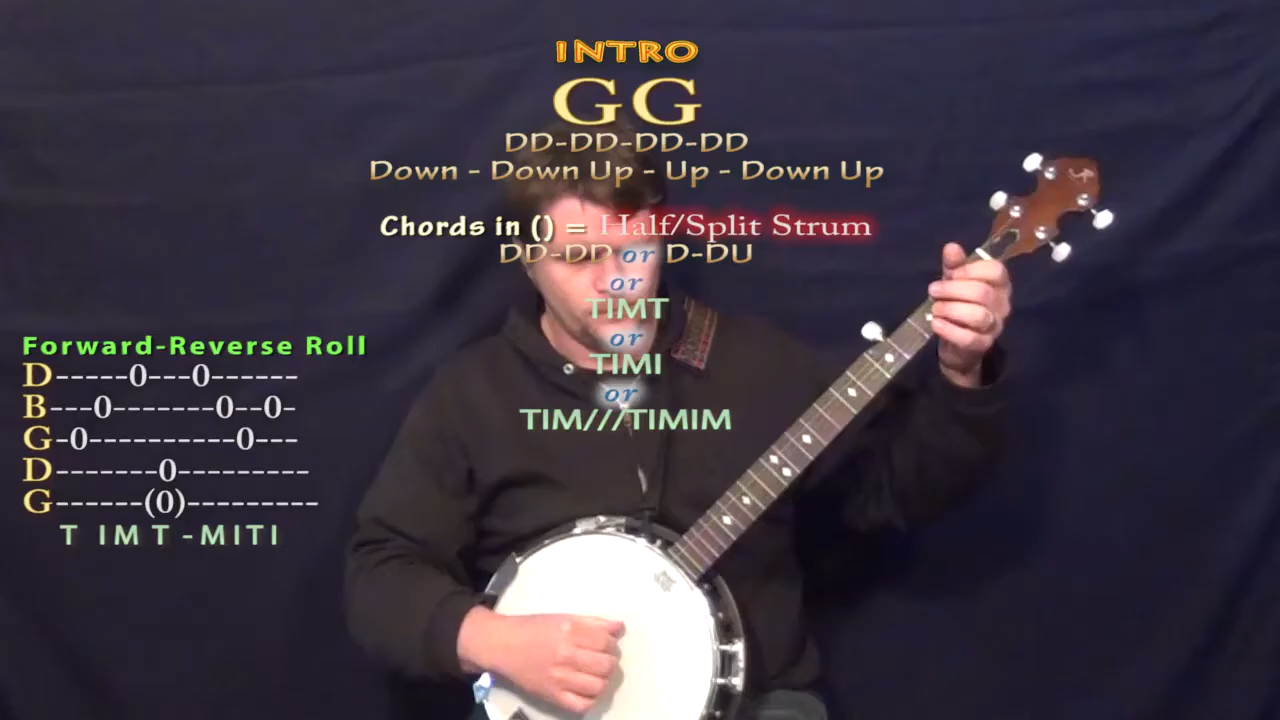 INTRO
G G
DD-DD-DD-DD
Down - Down Up - Up - Down Up
Chords in () = Half/Split Strum
DD-DD or D-DU
or
TIMT
or
TIMI
or
TIM///TIMIM
Forward-Reverse Roll
D-----0---0------
B---0-------0--0-
G-0----------0---
D-------0---------
G------(0)---------
T IM T -MITI